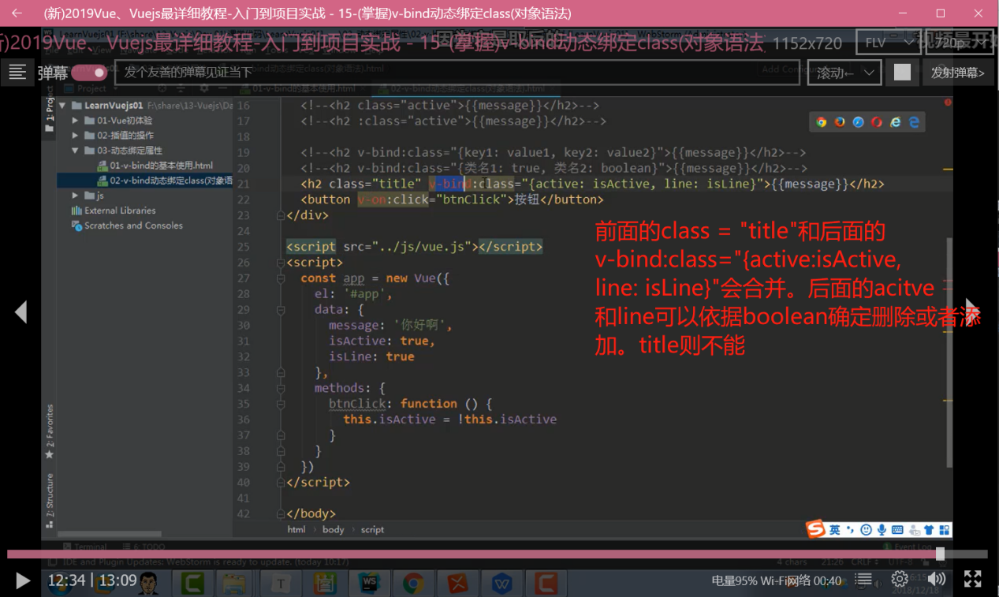 (新)2019Vue、Vuejs最详细教程-入门到项目实战 - 15-(掌握)v-bind动态绑定class(对象语法)
新)2019Vue、Vuejs最详细教程-入门到项目实战 - 15-(掌握)v-bind动态绑定class(对象语法)
1152x720
FLV
720p
弹幕
发个友善的弹幕见证当下
滚动←
发射弹幕>
Project
01-v-bind的基本使用.html
02-v-bind动态绑定class(对象语法).html
1: Project
LearnVuejs01 F:\share\13-Vuejs\Da
01-Vue初体验
02-插值的操作
03-动态绑定属性
01-v-bind的基本使用.html
02-v-bind动态绑定class(对象语
js
External Libraries
Scratches and Consoles
2: Favorites
Z: Structure
16 <!--<h2 class="active">{{message}}</h2>-->
17 <!--<h2 :class="active">{{message}}</h2>-->
18
19 <!--<h2 v-bind:class="{key1: value1, key2: value2}">{{message}}</h2>-->
20 <!--<h2 v-bind:class="{类名1: true, 类名2: boolean}">{{message}}</h2>-->
21 <h2 class="title" v-bind:class="{active: isActive, line: isLine}">{{message}}</h2>
22 <button v-on:click="btnClick">按钮</button>
23 </div>
24
25 <script src="../js/vue.js"></script>
26 <script>
27 const app = new Vue({
28 el: '#app',
29 data: {
30 message: '你好啊',
31 isActive: true,
32 isLine: true
33 },
34 methods: {
35 btnClick: function () {
36 this.isActive = !this.isActive
37 }
38 }
39 })
40 </script>
41
42 </body>
前面的class = "title"和后面的
v-bind:class="{active:isActive,
line: isLine}"会合并。后面的acitve
和line可以依据boolean确定删除或者添
加。title则不能
html › body › script
英
Terminal
6: TODO
Event Log
IDE and Plugin Updates: WebStorm is ready to update. (today 10:17)
4 chars 21:26 CRLF UTF-8
12:34 | 13:09
电量95% Wi-Fi网络 00:40
2018/12/18